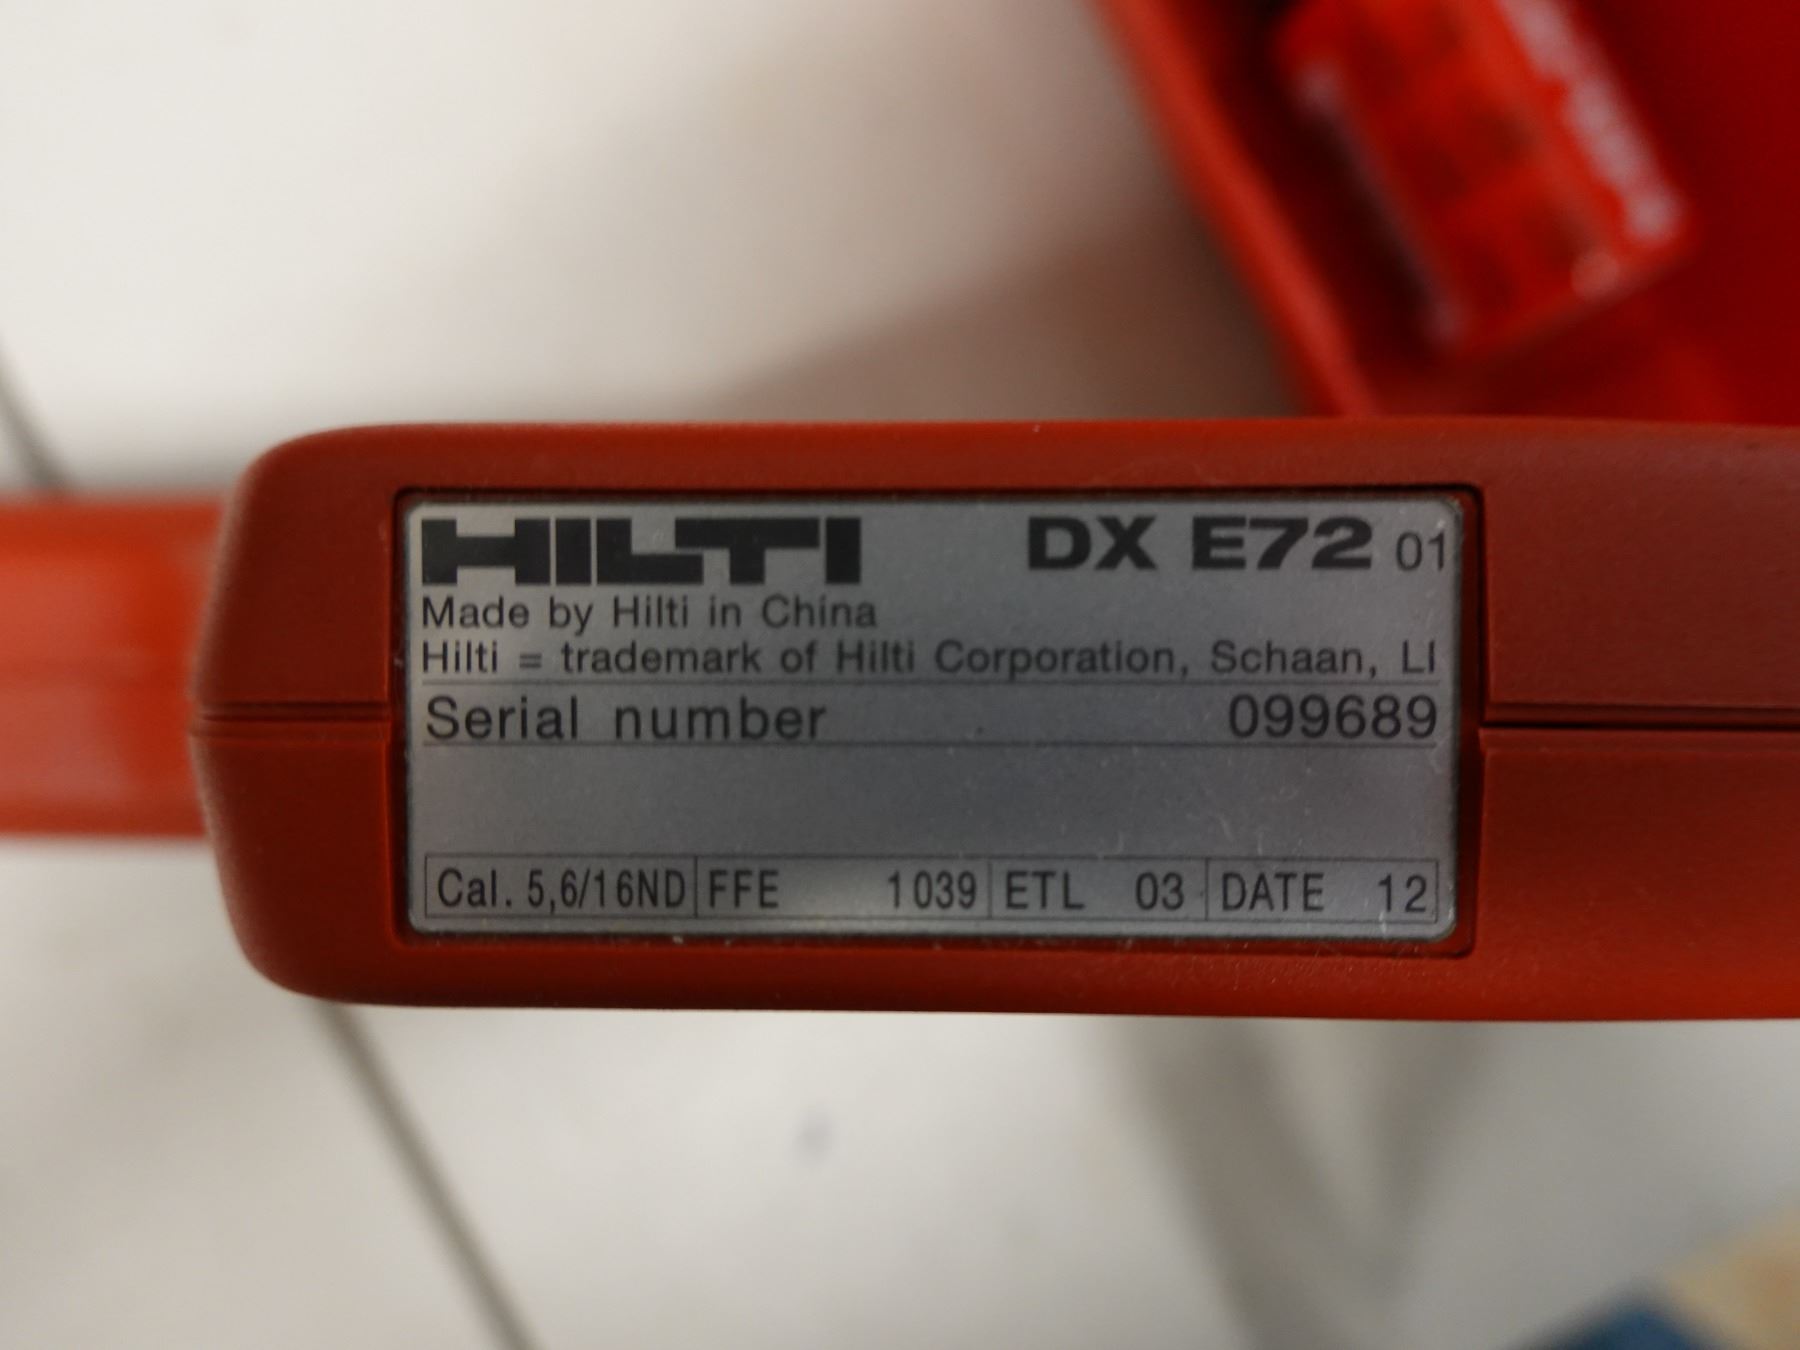 HILTI DX E72 01
Made by Hilti in China
Hilti = trademark of Hilti Corporation, Schaan, LI
Serial number 099689
Cal. 5,6/16ND FFE 1039 ETL 03 DATE 12